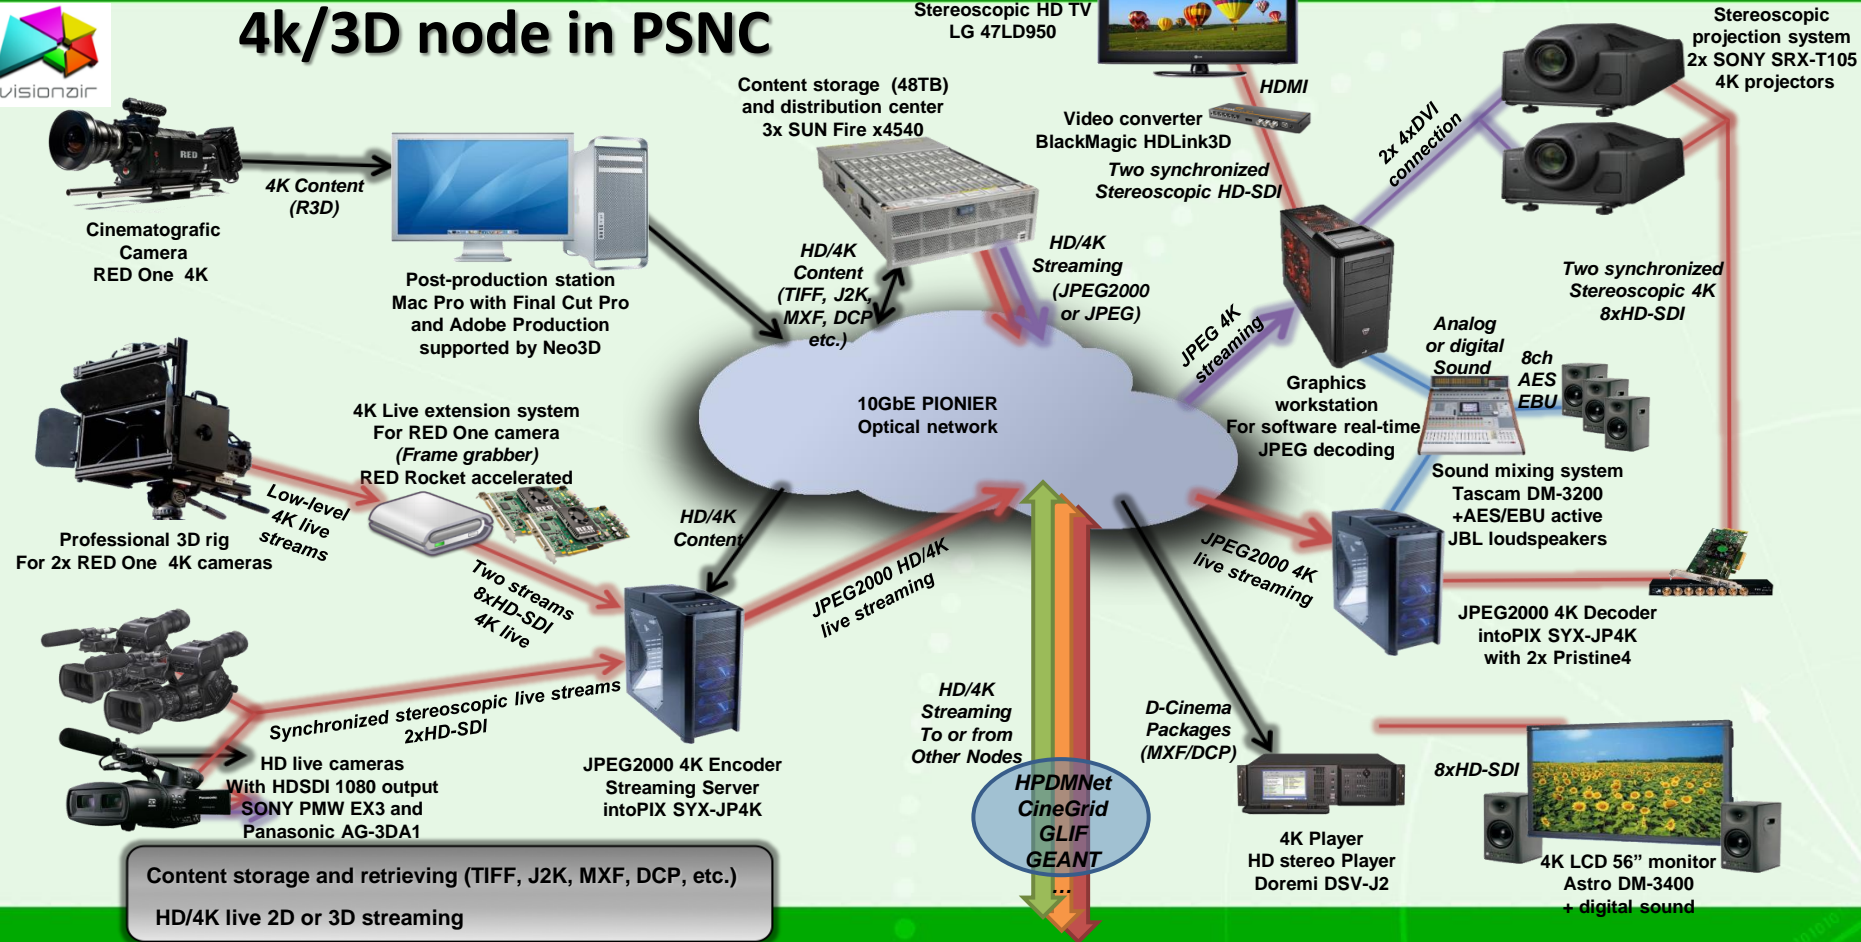 4k/3D node in PSNC
visionair
Stereoscopic HD TV
LG 47LD950
Stereoscopic
projection system
2x SONY SRX-T105
4K projectors
Content storage (48TB)
and distribution center
3x SUN Fire x4540
HDMI
Video converter
BlackMagic HDLink3D
Two synchronized
Stereoscopic HD-SDI
2x 4xDVI
connection
RED
4K Content
(R3D)
Cinematografic
Camera
RED One 4K
Post-production station
Mac Pro with Final Cut Pro
and Adobe Production
supported by Neo3D
HD/4K
Content
(TIFF, J2K,
MXF, DCP
etc.)
HD/4K
Streaming
(JPEG2000
or JPEG)
JPEG 4K
streaming
Two synchronized
Stereoscopic 4K
8xHD-SDI
Analog
or digital
Sound
8ch
AES
EBU
Graphics
workstation
For software real-time
JPEG decoding
10GbE PIONIER
Optical network
4K Live extension system
For RED One camera
(Frame grabber)
RED Rocket accelerated
Low-level
4K live
streams
Professional 3D rig
For 2x RED One 4K cameras
HD/4K
Content
Two streams
8xHD-SDI
4K live
JPEG2000 HD/4K
live streaming
JPEG2000 4K
live streaming
Sound mixing system
Tascam DM-3200
+AES/EBU active
JBL loudspeakers
JPEG2000 4K Decoder
intoPIX SYX-JP4K
with 2x Pristine4
Synchronized stereoscopic live streams
2xHD-SDI
HD live cameras
With HDSDI 1080 output
SONY PMW EX3 and
Panasonic AG-3DA1
JPEG2000 4K Encoder
Streaming Server
intoPIX SYX-JP4K
HD/4K
Streaming
To or from
Other Nodes
HPDMNet
CineGrid
GLIF
GEANT
...
D-Cinema
Packages
(MXF/DCP)
4K Player
HD stereo Player
Doremi DSV-J2
8xHD-SDI
4K LCD 56” monitor
Astro DM-3400
+ digital sound
Content storage and retrieving (TIFF, J2K, MXF, DCP, etc.)
HD/4K live 2D or 3D streaming